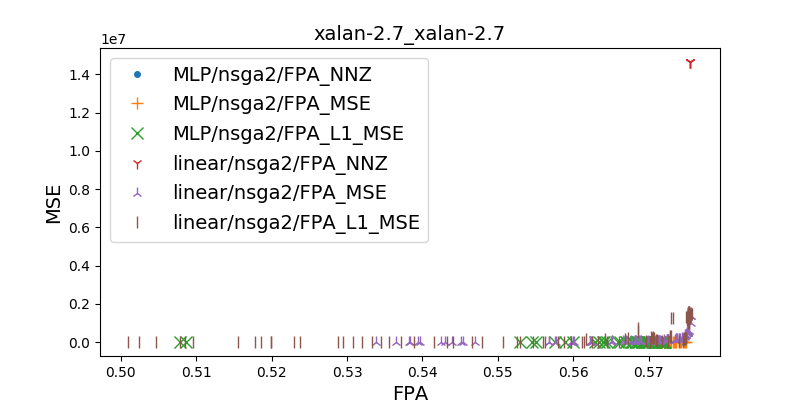 xalan-2.7_xalan-2.7
1e7
1.4
1.2
1.0
0.8
0.6
0.4
0.2
0.0
MSE
MLP/nsga2/FPA_NNZ
MLP/nsga2/FPA_MSE
MLP/nsga2/FPA_L1_MSE
linear/nsga2/FPA_NNZ
linear/nsga2/FPA_MSE
linear/nsga2/FPA_L1_MSE
0.50 0.51 0.52 0.53 0.54 0.55 0.56 0.57
FPA